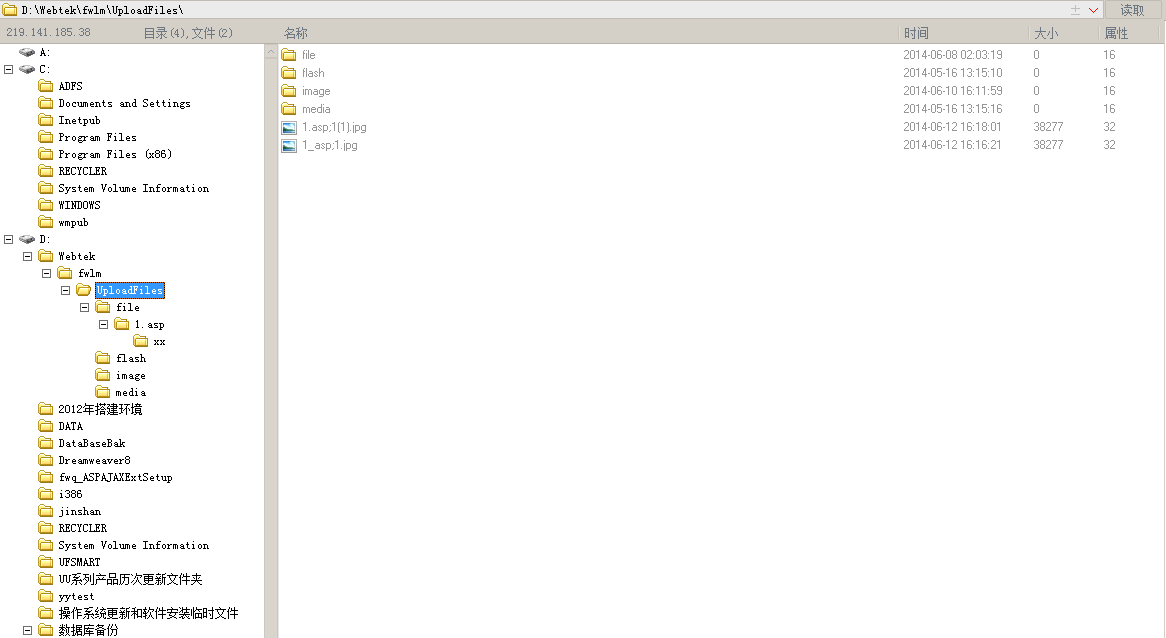 D:\Webtek\fwlm\UploadFiles\ 读取
219.141.185.38 目录(4),文件(2) 名称 时间 大小 属性
A:
C:
ADFS
Documents and Settings
Inetpub
Program Files
Program Files (x86)
RECYCLER
System Volume Information
WINDOWS
wmpub
D:
Webtek
fwlm
UploadFiles
file
1.asp
xx
flash
image
media
2012年搭建环境
DATA
DataBaseBak
Dreamweaver8
fwq_ASPAJAXExtSetup
i386
jinshan
RECYCLER
System Volume Information
UFSMART
UU系列产品历次更新文件夹
yytest
操作系统更新和软件安装临时文件
数据库备份
file 2014-06-08 02:03:19 0 16
flash 2014-05-16 13:15:10 0 16
image 2014-06-10 16:11:59 0 16
media 2014-05-16 13:15:16 0 16
1.asp;1(1).jpg 2014-06-12 16:18:01 38277 32
1_asp;1.jpg 2014-06-12 16:16:21 38277 32